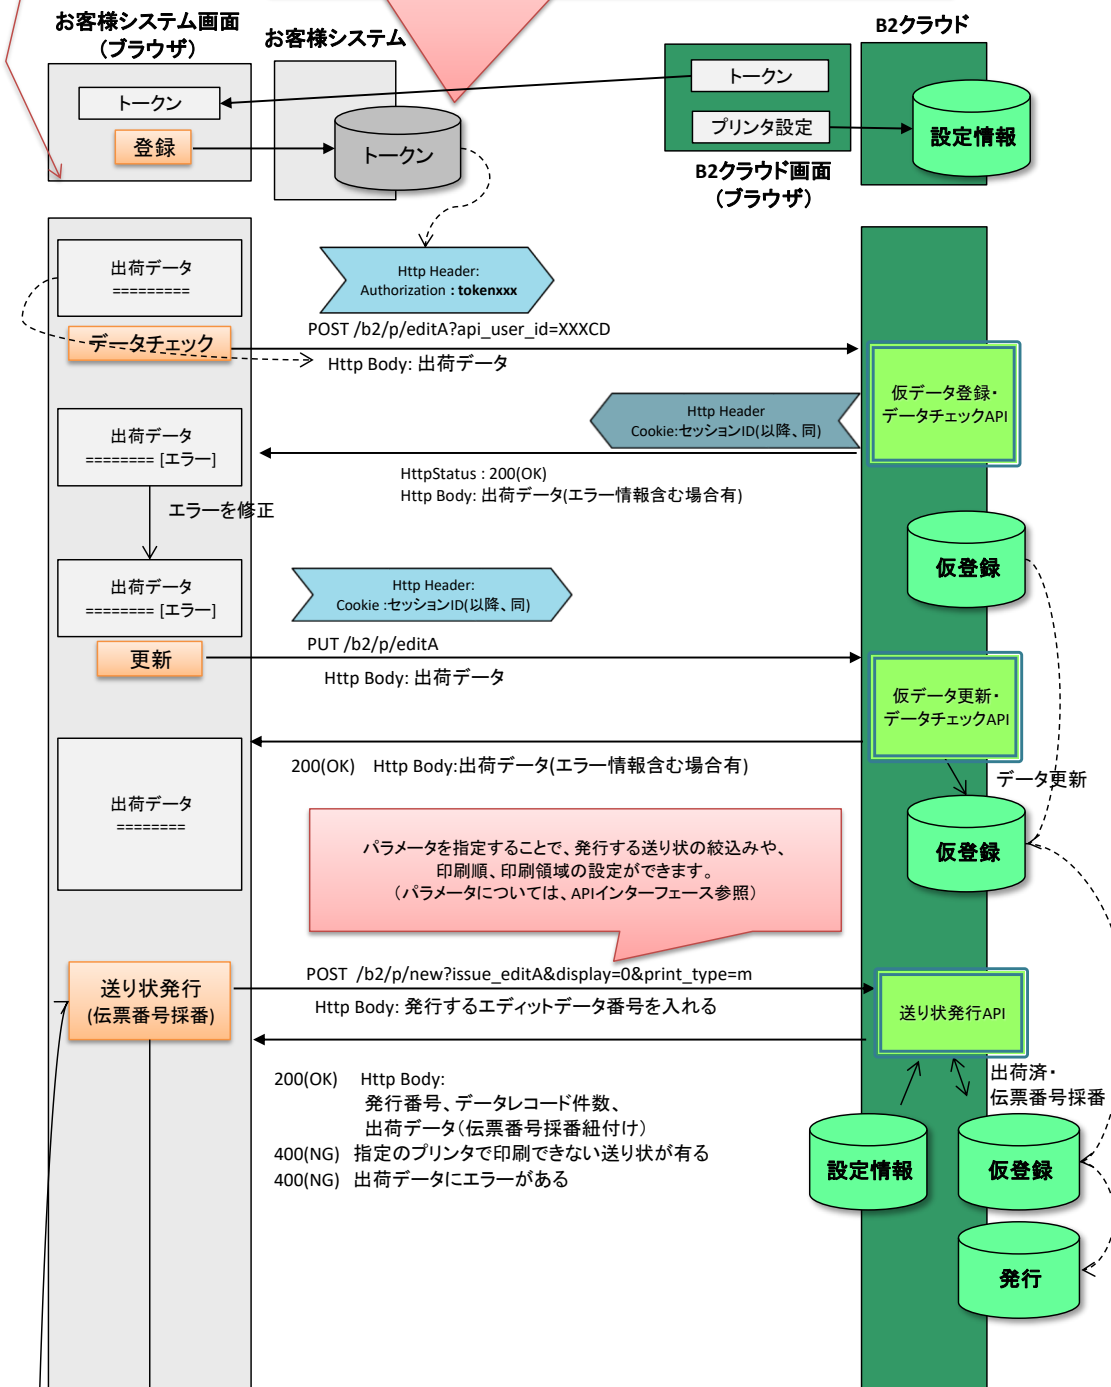 お客様システム画面
（ブラウザ）
お客様システム
B2クラウド
トークン
トークン
登録
トークン
プリンタ設定
設定情報
B2クラウド画面
（ブラウザ）
出荷データ
=========
Http Header:
Authorization : tokenxxx
POST /b2/p/editA?api_user_id=XXXCD
データチェック
Http Body: 出荷データ
仮データ登録・
データチェックAPI
Http Header
Cookie:セッションID(以降、同)
出荷データ
======== [エラー]
HttpStatus : 200(OK)
Http Body: 出荷データ(エラー情報含む場合有)
エラーを修正
仮登録
出荷データ
======== [エラー]
Http Header:
Cookie :セッションID(以降、同)
更新
PUT /b2/p/editA
Http Body: 出荷データ
仮データ更新・
データチェックAPI
200(OK) Http Body:出荷データ(エラー情報含む場合有)
データ更新
出荷データ
========
仮登録
パラメータを指定することで、発行する送り状の絞込みや、
印刷順、印刷領域の設定ができます。
（パラメータについては、APIインターフェース参照）
送り状発行
(伝票番号採番)
POST /b2/p/new?issue_editA&display=0&print_type=m
Http Body: 発行するエディットデータ番号を入れる
送り状発行API
出荷済・
伝票番号採番
200(OK) Http Body:
発行番号、データレコード件数、
出荷データ（伝票番号採番紐付け）
400(NG) 指定のプリンタで印刷できない送り状が有る
400(NG) 出荷データにエラーがある
設定情報
仮登録
発行